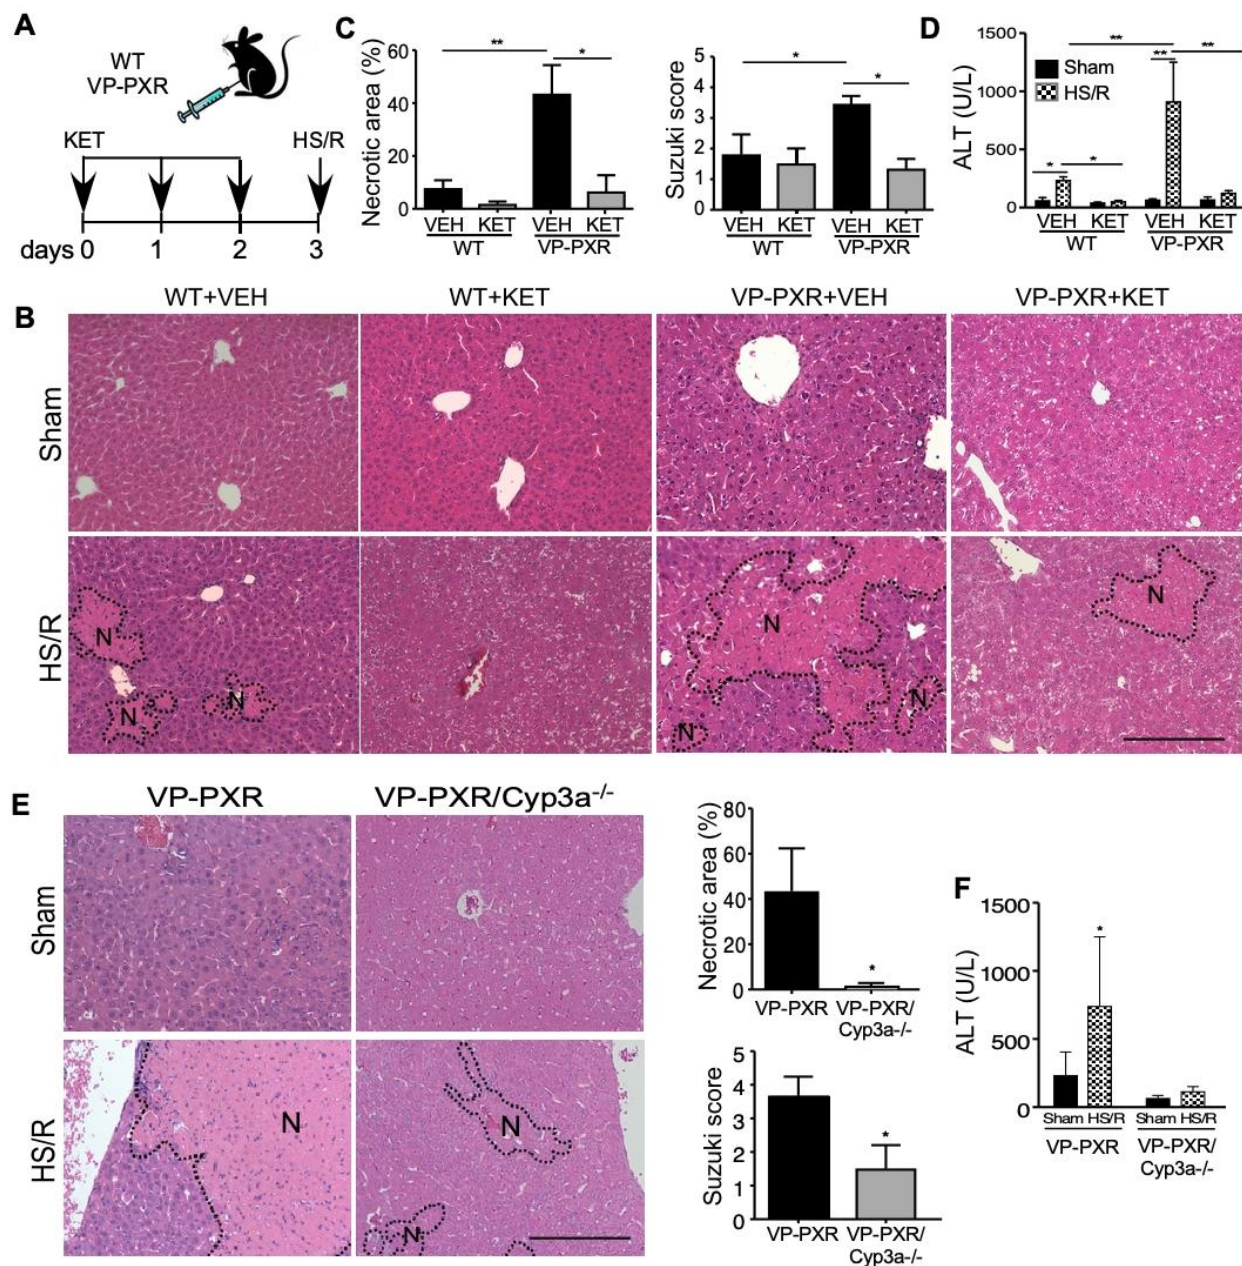 A
WT
VP-PXR
KET
HS/R
days 0 1 2 3
C
Necrotic area (%)
60
40
20
0
**
*
VEH KET VEH KET
WT VP-PXR
Suzuki score
5
4
3
2
1
0
*
*
VEH KET VEH KET
WT VP-PXR
D
ALT (U/L)
1500
1000
500
0
Sham
HS/R
**
**
**
*
*
VEH KET VEH KET
WT VP-PXR
B
WT+VEH WT+KET VP-PXR+VEH VP-PXR+KET
Sham
HS/R
N
N
N
N
N
N
N
E
VP-PXR VP-PXR/Cyp3a-/-
Sham
HS/R
N
N
N
Necrotic area (%)
80
60
40
20
0
*
VP-PXR VP-PXR/
Cyp3a-/-
Suzuki score
5
4
3
2
1
0
*
VP-PXR VP-PXR/
Cyp3a-/-
F
ALT (U/L)
1500
1000
500
0
*
Sham HS/R Sham HS/R
VP-PXR VP-PXR/
Cyp3a-/-